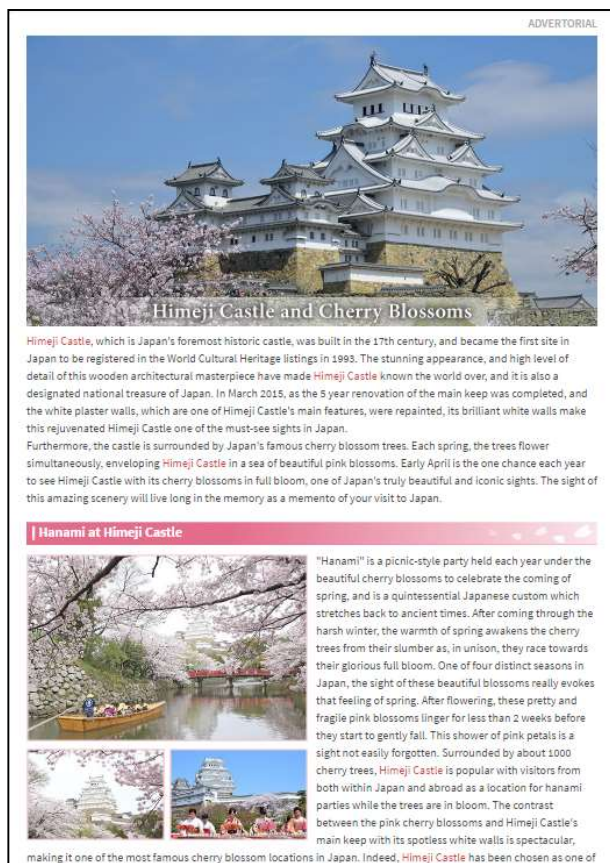 ADVERTORIAL
Himeji Castle and Cherry Blossoms
Himeji Castle, which is Japan's foremost historic castle, was built in the 17th century, and became the first site in
Japan to be registered in the World Cultural Heritage listings in 1993. The stunning appearance, and high level of
detail of this wooden architectural masterpiece have made Himeji Castle known the world over, and it is also a
designated national treasure of Japan. In March 2015, as the 5 year renovation of the main keep was completed, and
the white plaster walls, which are one of Himeji Castle's main features, were repainted, its brilliant white walls make
this rejuvenated Himeji Castle one of the must-see sights in Japan.
Furthermore, the castle is surrounded by Japan's famous cherry blossom trees. Each spring, the trees flower
simultaneously, enveloping Himeji Castle in a sea of beautiful pink blossoms. Early April is the one chance each year
to see Himeji Castle with its cherry blossoms in full bloom, one of Japan's truly beautiful and iconic sights. The sight of
this amazing scenery will live long in the memory as a memento of your visit to Japan.
Hanami at Himeji Castle
"Hanami" is a picnic-style party held each year under the
beautiful cherry blossoms to celebrate the coming of
spring, and is a quintessential Japanese custom which
stretches back to ancient times. After coming through the
harsh winter, the warmth of spring awakens the cherry
trees from their slumber as, in unison, they race towards
their glorious full bloom. One of four distinct seasons in
Japan, the sight of these beautiful blossoms really evokes
that feeling of spring. After flowering, these pretty and
fragile pink blossoms linger for less than 2 weeks before
they start to gently fall. This shower of pink petals is a
sight not easily forgotten. Surrounded by about 1000
cherry trees, Himeji Castle is popular with visitors from
both within Japan and abroad as a location for hanami
parties while the trees are in bloom. The contrast
between the pink cherry blossoms and Himeji Castle's
main keep with its spotless white walls is spectacular,
making it one of the most famous cherry blossom locations in Japan. Indeed, Himeji Castle has been chosen as one of